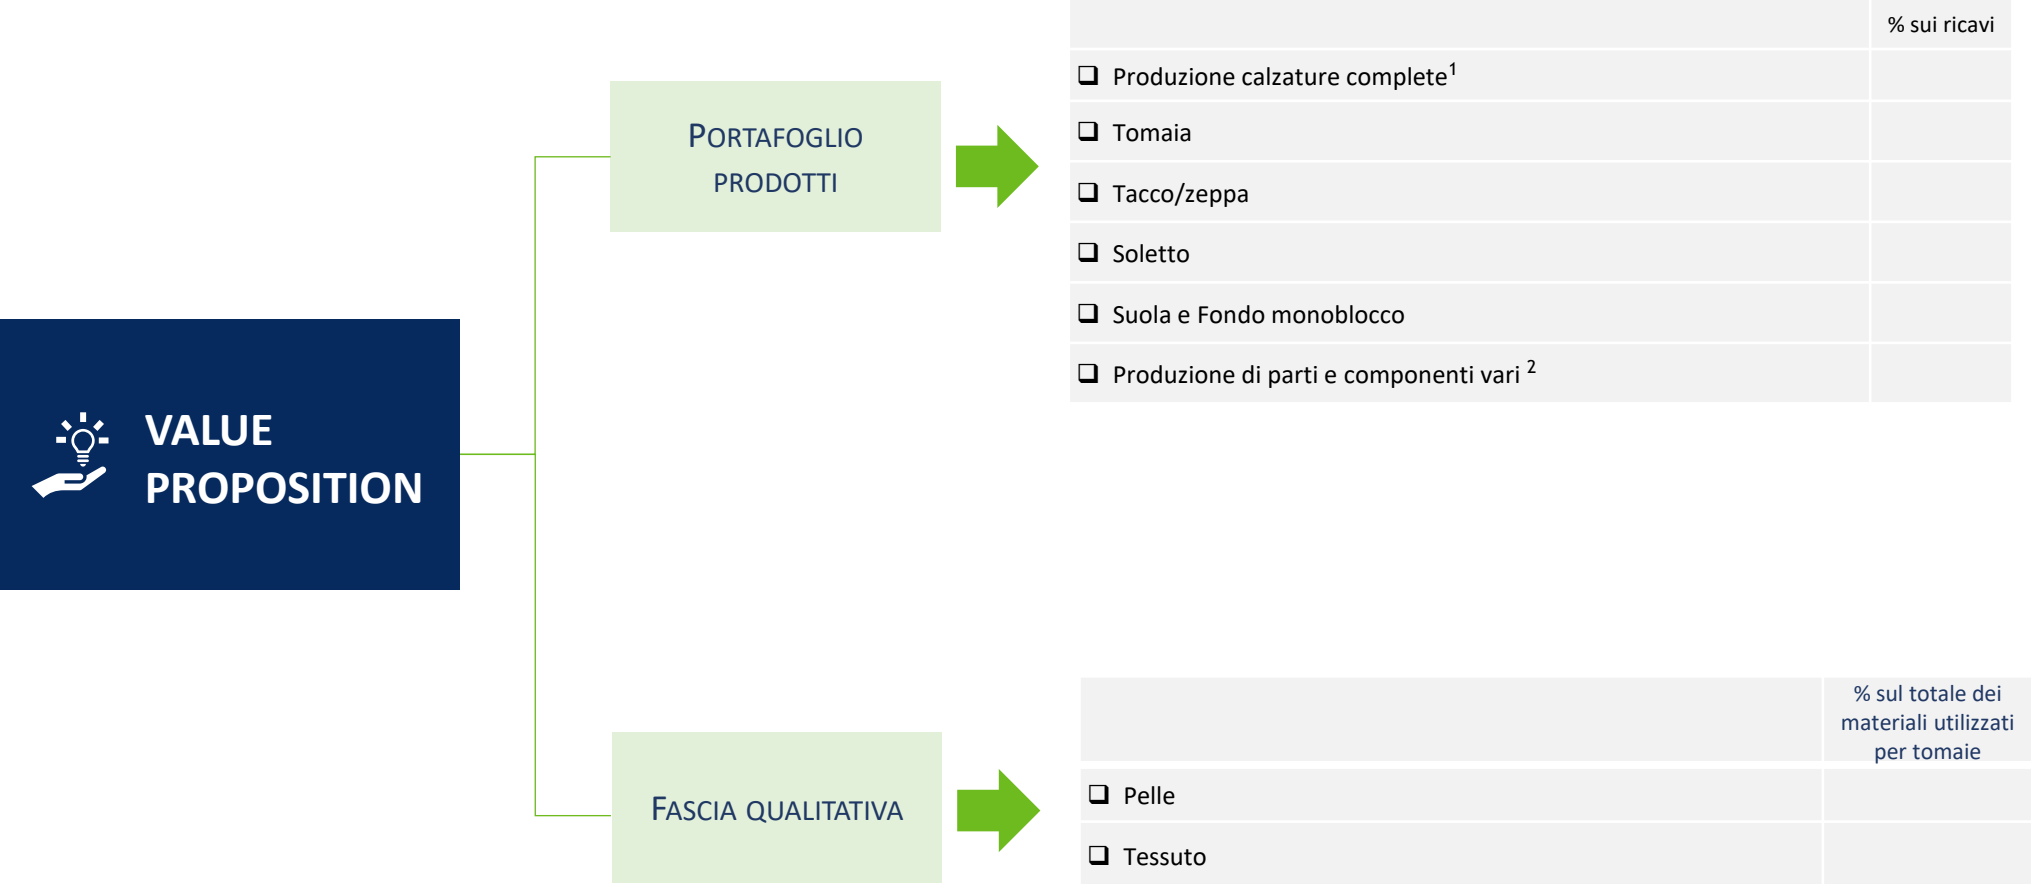 % sui ricavi
Produzione calzature complete1
PORTAFOGLIO
PRODOTTI
Tomaia
Tacco/zeppa
Soletto
Suola e Fondo monoblocco
Produzione di parti e componenti vari 2
VALUE
PROPOSITION
% sul totale dei
materiali utilizzati
per tomaie
FASCIA QUALITATIVA
Pelle
Tessuto